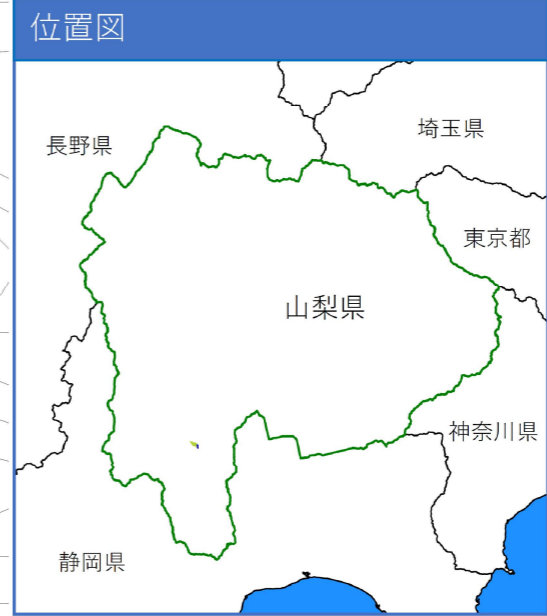 位置図
埼玉県
長野県
東京都
山梨県
神奈川県
静岡県